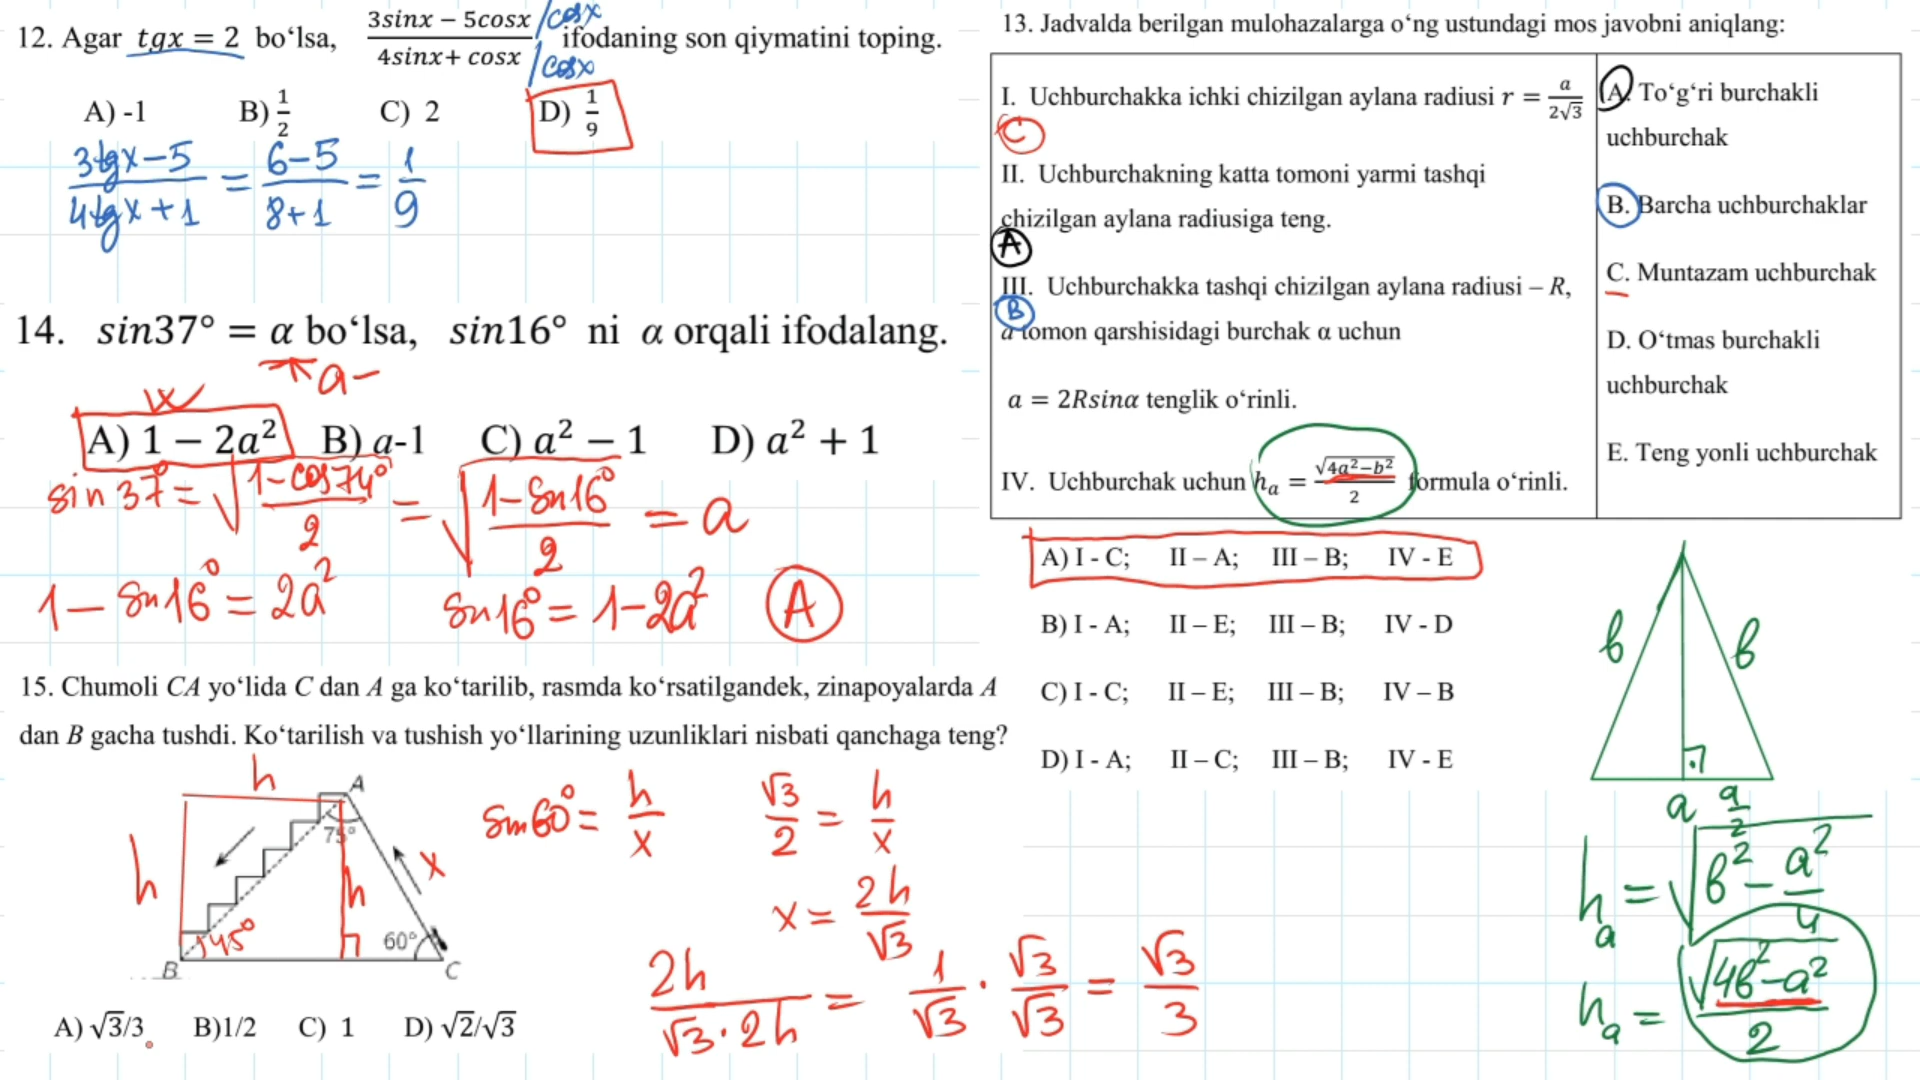 12. Agar tgx = 2 bo‘lsa, (3sinx − 5cosx)/(4sinx+ cosx) ifodaning son qiymatini toping.
/cosx
/cosx
A) -1 B) 1/2 C) 2 D) 1/9
(3tgx−5)/(4tgx+1) = (6−5)/(8+1) = 1/9
14. sin37° = α bo‘lsa, sin16° ni α orqali ifodalang.
a−
A) 1 − 2a² B) a-1 C) a² − 1 D) a² + 1
sin37° = √((1−cos74°)/2) = √((1−Sin16°)/2) = a
1−Sin16° = 2a² Sin16° = 1−2a² A
15. Chumoli CA yo‘lida C dan A ga ko‘tarilib, rasmda ko‘rsatilgandek, zinapoyalarda A
dan B gacha tushdi. Ko‘tarilish va tushish yo‘llarining uzunliklari nisbati qanchaga teng?
h
A
75°
h
h
x
45°
60°
B
C
Sin60° = h/x √3/2 = h/x
x = 2h/√3
2h/(√3·2h) = 1/√3 · √3/√3 = √3/3
A) √3/3 B)1/2 C) 1 D) √2/√3
13. Jadvalda berilgan mulohazalarga o‘ng ustundagi mos javobni aniqlang:
I. Uchburchakka ichki chizilgan aylana radiusi r = a/(2√3)
C
II. Uchburchakning katta tomoni yarmi tashqi
chizilgan aylana radiusiga teng.
A
III. Uchburchakka tashqi chizilgan aylana radiusi – R,
B
a tomon qarshisidagi burchak α uchun
a = 2Rsinα tenglik o‘rinli.
IV. Uchburchak uchun hₐ = √(4a²−b²)/2 formula o‘rinli.
A. To‘g‘ri burchakli
uchburchak
B. Barcha uchburchaklar
C. Muntazam uchburchak
D. O‘tmas burchakli
uchburchak
E. Teng yonli uchburchak
A) I - C; II – A; III – B; IV - E
B) I - A; II – E; III – B; IV - D
C) I - C; II – E; III – B; IV – B
D) I - A; II – C; III – B; IV - E
b
b
a a/2
hₐ = √(b² − a²/4)
hₐ = √(4b²−a²)/2